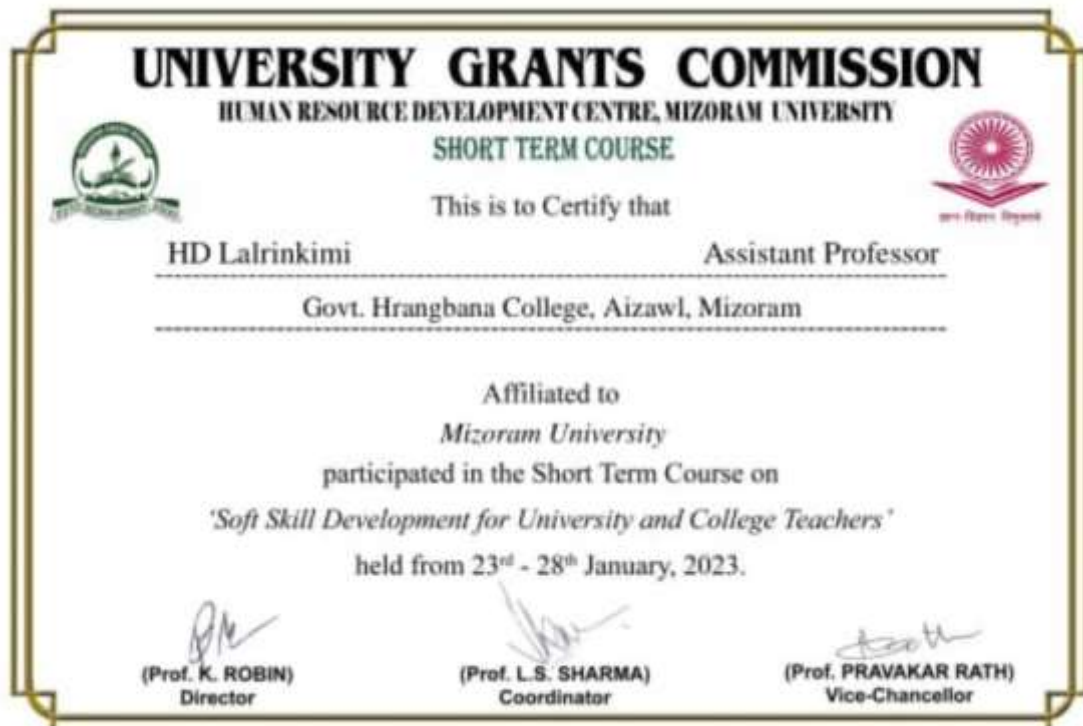 UNIVERSITY GRANTS COMMISSION
HUMAN RESOURCE DEVELOPMENT CENTRE, MIZORAM UNIVERSITY
SHORT TERM COURSE
This is to Certify that
HD Lalrinkimi Assistant Professor
Govt. Hrangbana College, Aizawl, Mizoram
Affiliated to
Mizoram University
participated in the Short Term Course on
'Soft Skill Development for University and College Teachers'
held from 23rd - 28th January, 2023.
(Prof. K. ROBIN) (Prof. L.S. SHARMA) (Prof. PRAVAKAR RATH)
Director Coordinator Vice-Chancellor